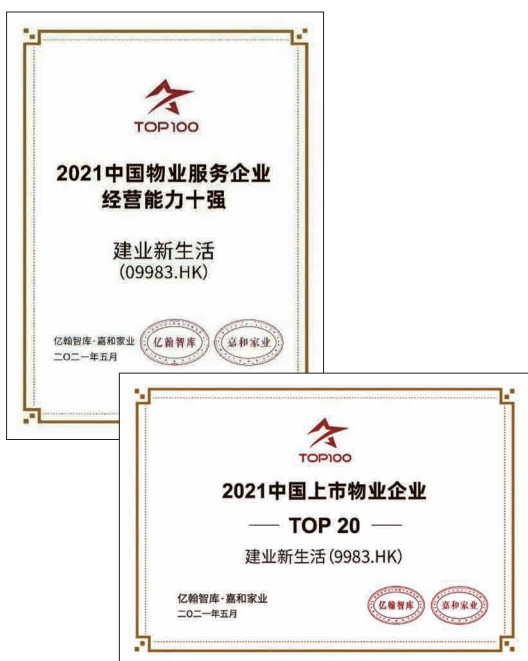 TOP100
2021中国物业服务企业
经营能力十强
建业新生活
(09983.HK)
亿翰智库·嘉和家业
二〇二一年五月
亿翰智库
嘉和家业
TOP100
2021中国上市物业企业
TOP 20
建业新生活(9983.HK)
亿翰智库·嘉和家业
二〇二一年五月
亿翰智库
嘉和家业